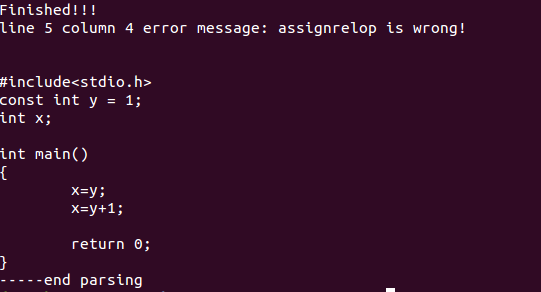 Finished!!!
line 5 column 4 error message: assignrelop is wrong!
#include<stdio.h>
const int y = 1;
int x;
int main()
{
x=y;
x=y+1;
return 0;
}
-----end parsing